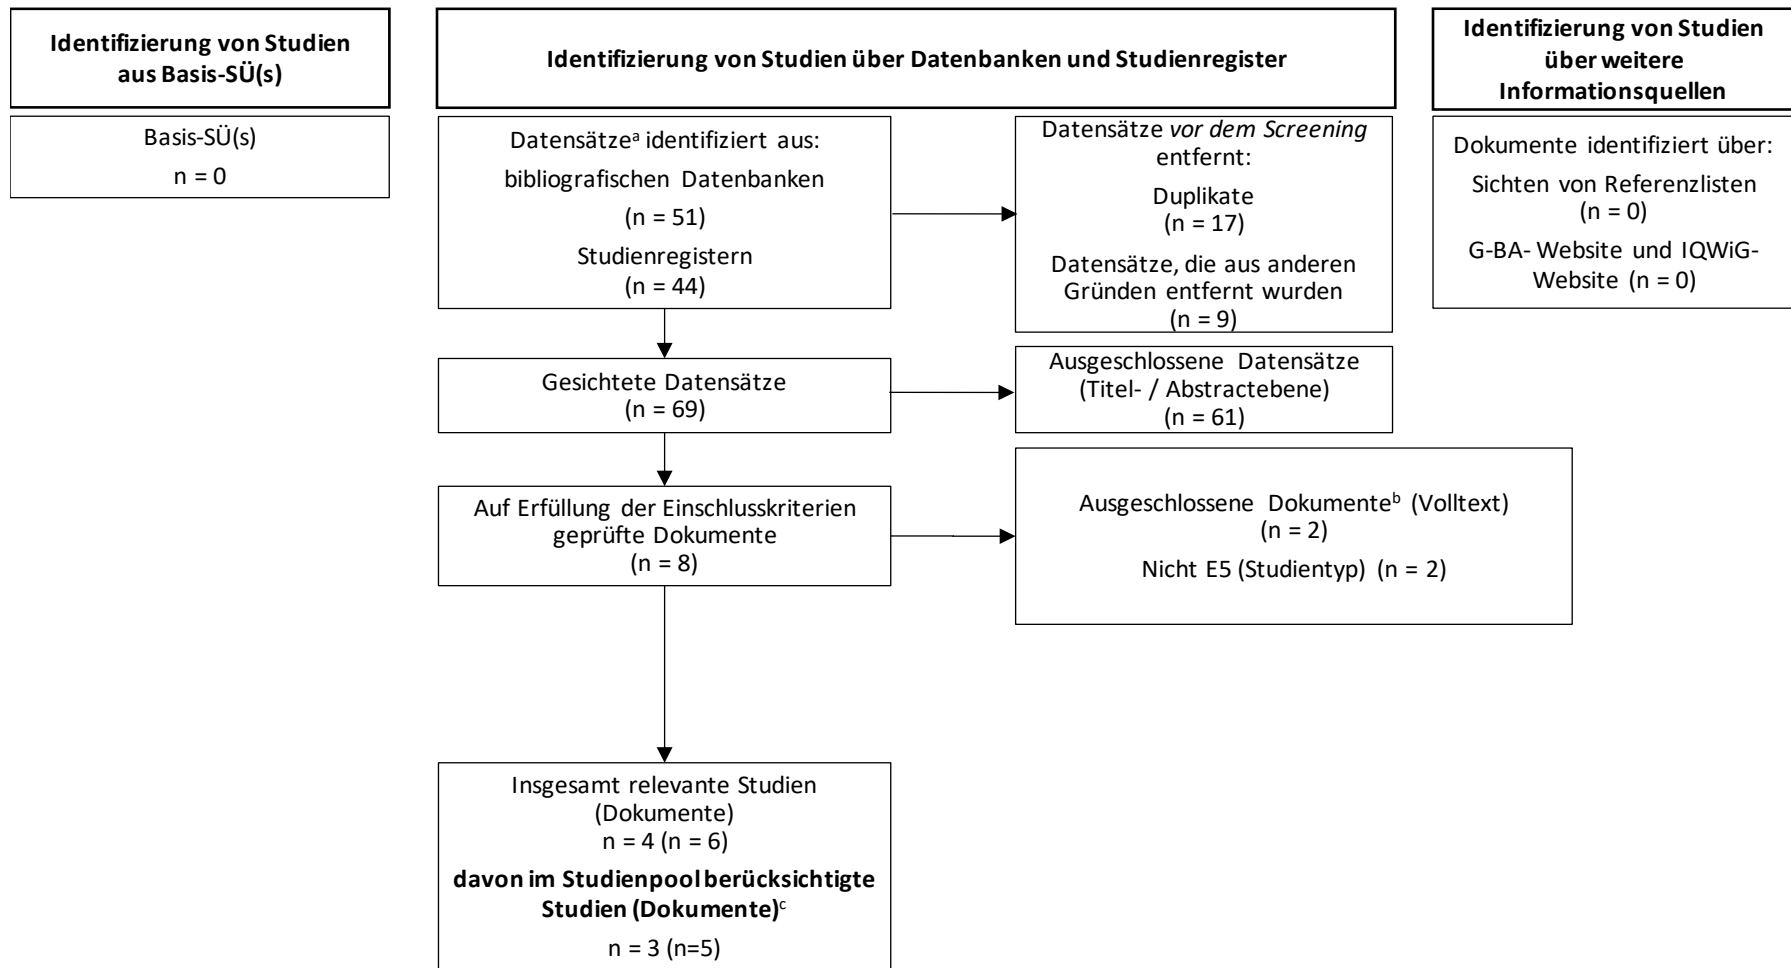 Identifizierung von Studien
aus Basis-SÜ(s)
Basis-SÜ(s)
n = 0
Identifizierung von Studien über Datenbanken und Studienregister
Datensätzeᵃ identifiziert aus:
bibliografischen Datenbanken
(n = 51)
Studienregistern
(n = 44)
Datensätze vor dem Screening
entfernt:
Duplikate
(n = 17)
Datensätze, die aus anderen
Gründen entfernt wurden
(n = 9)
Gesichtete Datensätze
(n = 69)
Ausgeschlossene Datensätze
(Titel- / Abstractebene)
(n = 61)
Auf Erfüllung der Einschlusskriterien
geprüfte Dokumente
(n = 8)
Ausgeschlossene Dokumenteᵇ (Volltext)
(n = 2)
Nicht E5 (Studientyp) (n = 2)
Insgesamt relevante Studien
(Dokumente)
n = 4 (n = 6)
davon im Studienpool berücksichtigte
Studien (Dokumente)ᶜ
n = 3 (n=5)
Identifizierung von Studien
über weitere
Informationsquellen
Dokumente identifiziert über:
Sichten von Referenzlisten
(n = 0)
G-BA- Website und IQWiG-
Website (n = 0)